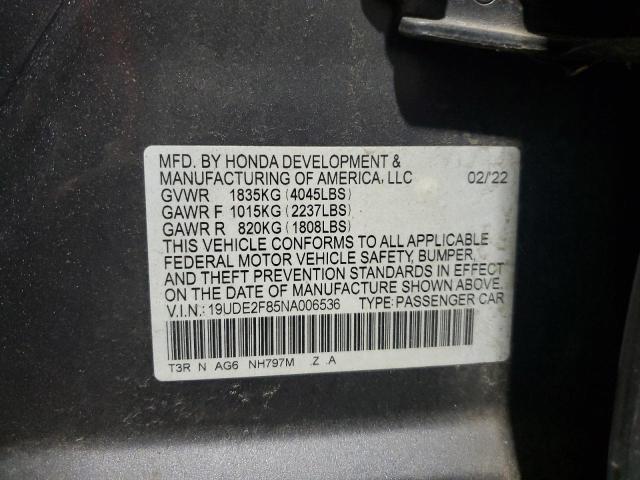 MFD. BY HONDA DEVELOPMENT &
MANUFACTURING OF AMERICA, LLC 02/'22
GVWR 1835KG (4045LBS)
GAWR F 1015KG (2237LBS)
GAWR R 820KG (1808LBS)
THIS VEHICLE CONFORMS TO ALL APPLICABLE
FEDERAL MOTOR VEHICLE SAFETY, BUMPER,
AND THEFT PREVENTION STANDARDS IN EFFECT
ON THE DATE OF MANUFACTURE SHOWN ABOVE.
V.I.N.: 19UDE2F85NA006536 TYPE: PASSENGER CAR
T3R N AG6 NH797M .Z .A